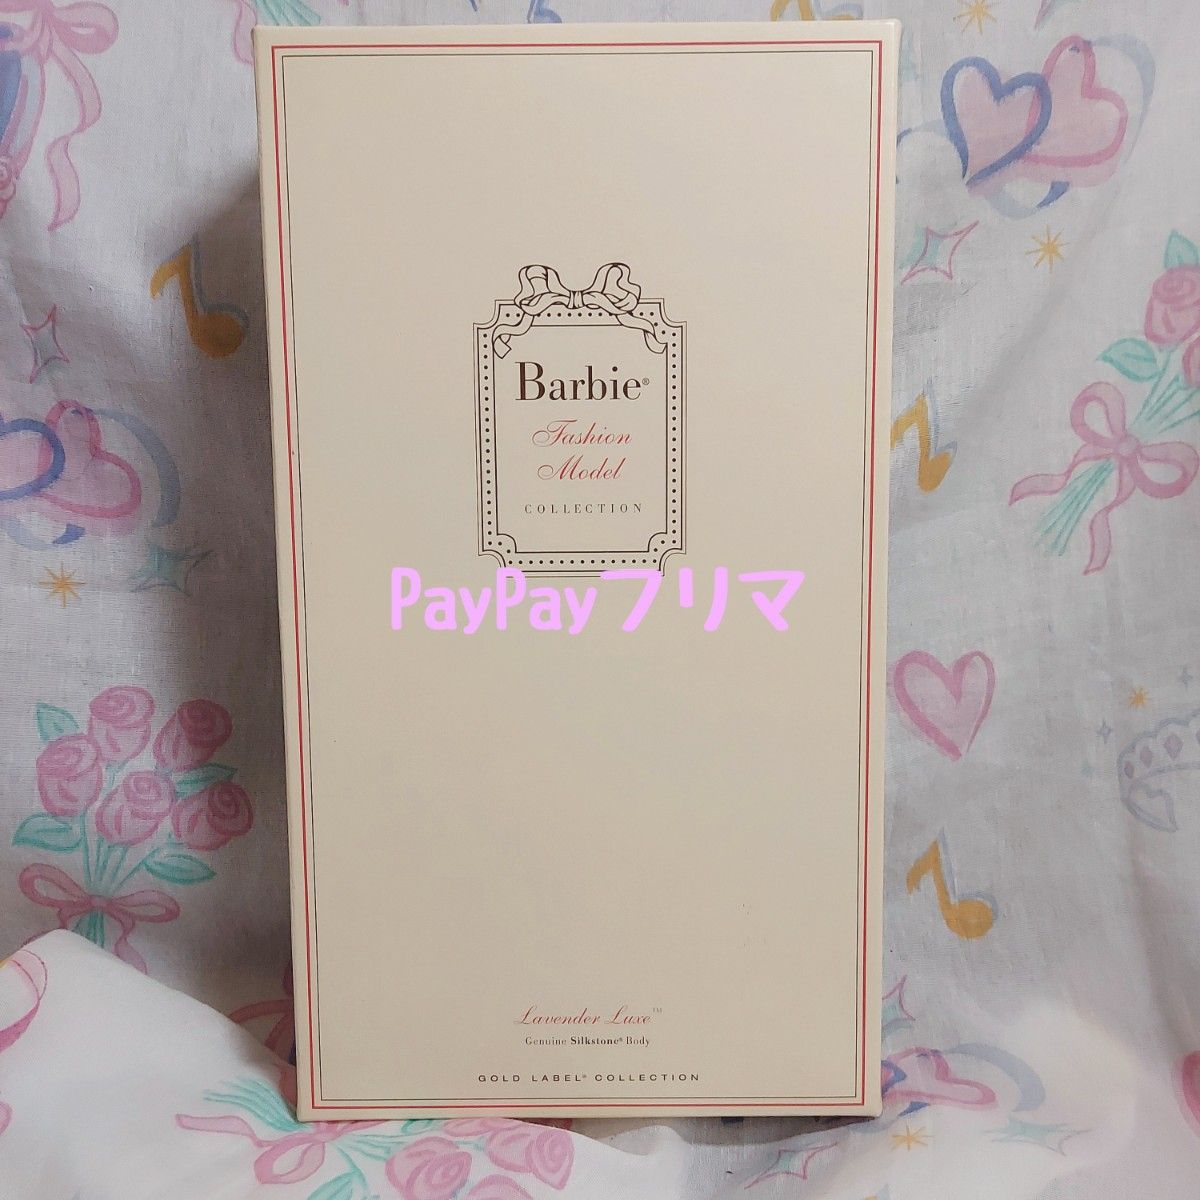 Barbie®
Fashion
Model
COLLECTION
PayPayフリマ
Lavender Luxe™
Genuine Silkstone® Body
GOLD LABEL® COLLECTION